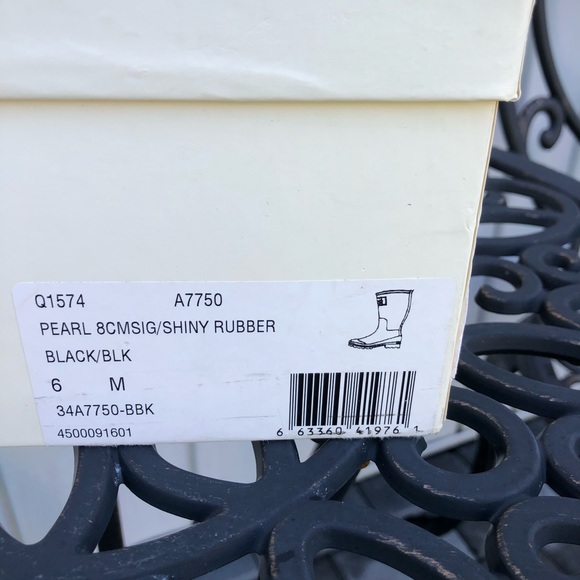 Q1574 A7750
PEARL 8CMSIG/SHINY RUBBER
BLACK/BLK
6 M
34A7750-BBK
4500091601
6 63360 41976 1